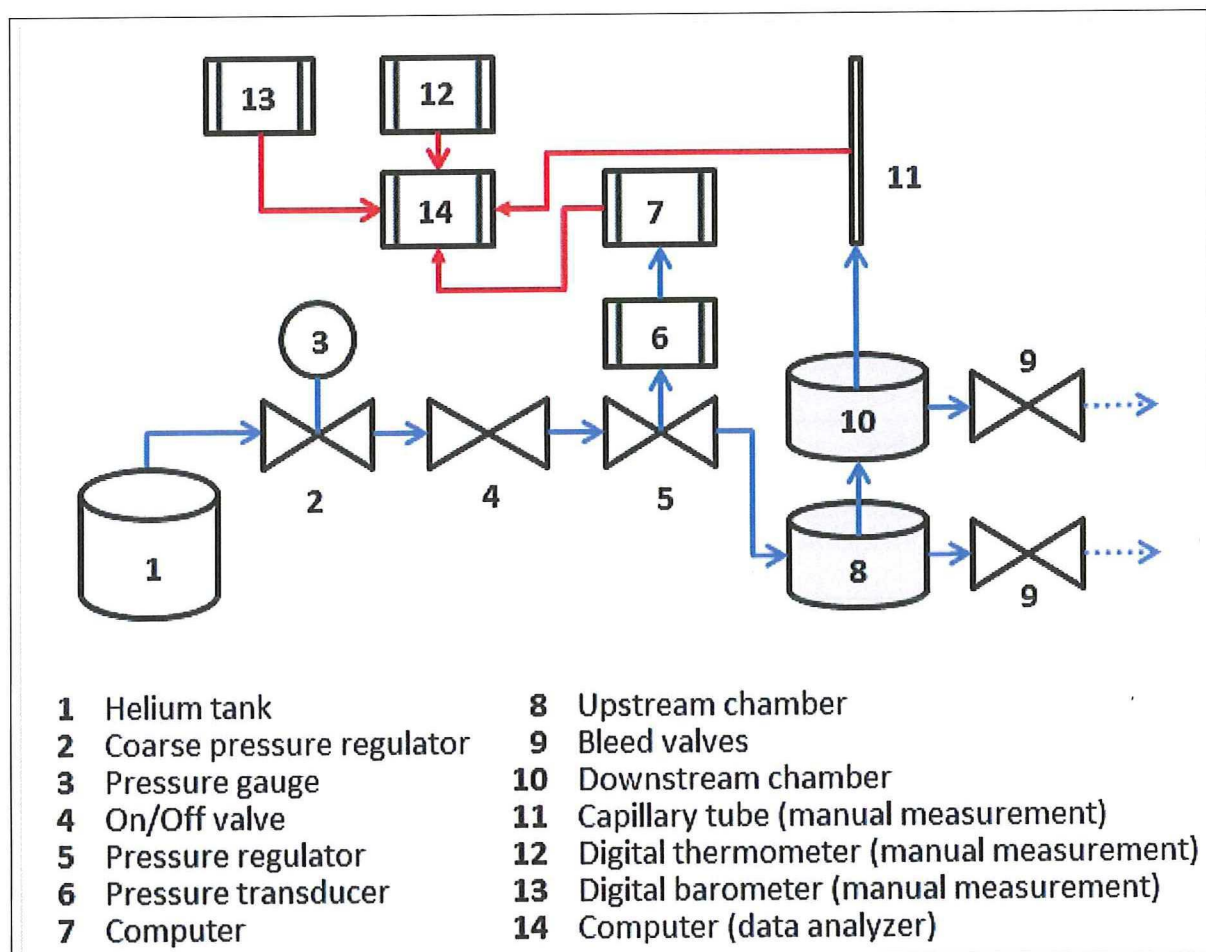 13
12
14
7
11
3
6
9
10
2
4
5
1
8
9
1 Helium tank
2 Coarse pressure regulator
3 Pressure gauge
4 On/Off valve
5 Pressure regulator
6 Pressure transducer
7 Computer
8 Upstream chamber
9 Bleed valves
10 Downstream chamber
11 Capillary tube (manual measurement)
12 Digital thermometer (manual measurement)
13 Digital barometer (manual measurement)
14 Computer (data analyzer)